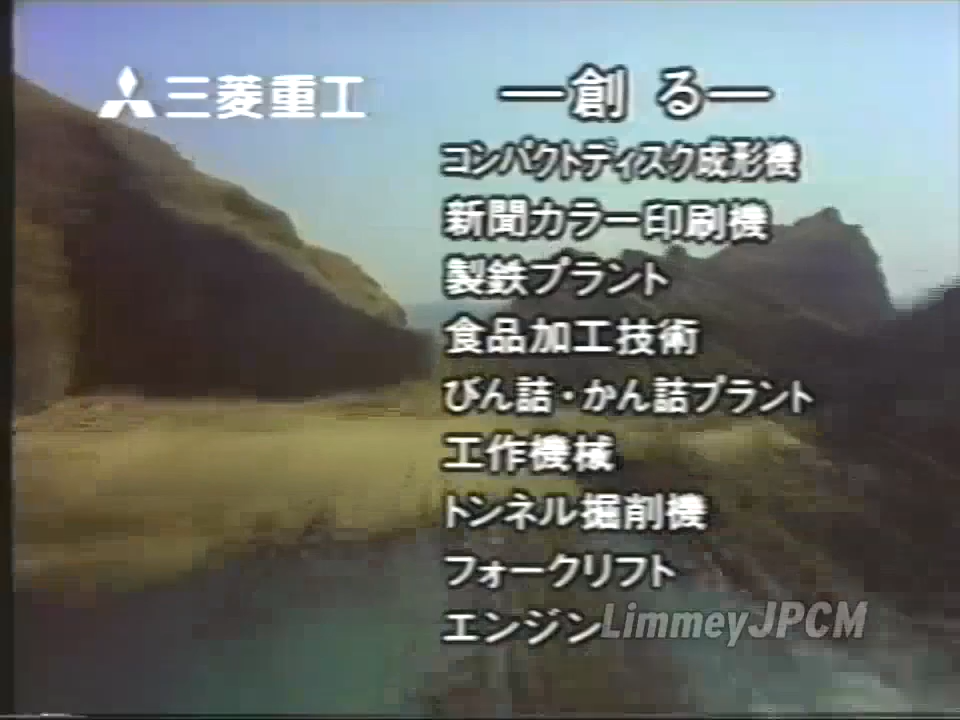 三菱重工
―創る―
コンパクトディスク成形機
新聞カラー印刷機
製鉄プラント
食品加工技術
びん詰・かん詰プラント
工作機械
トンネル掘削機
フォークリフト
エンジン
LimmeyJPCM